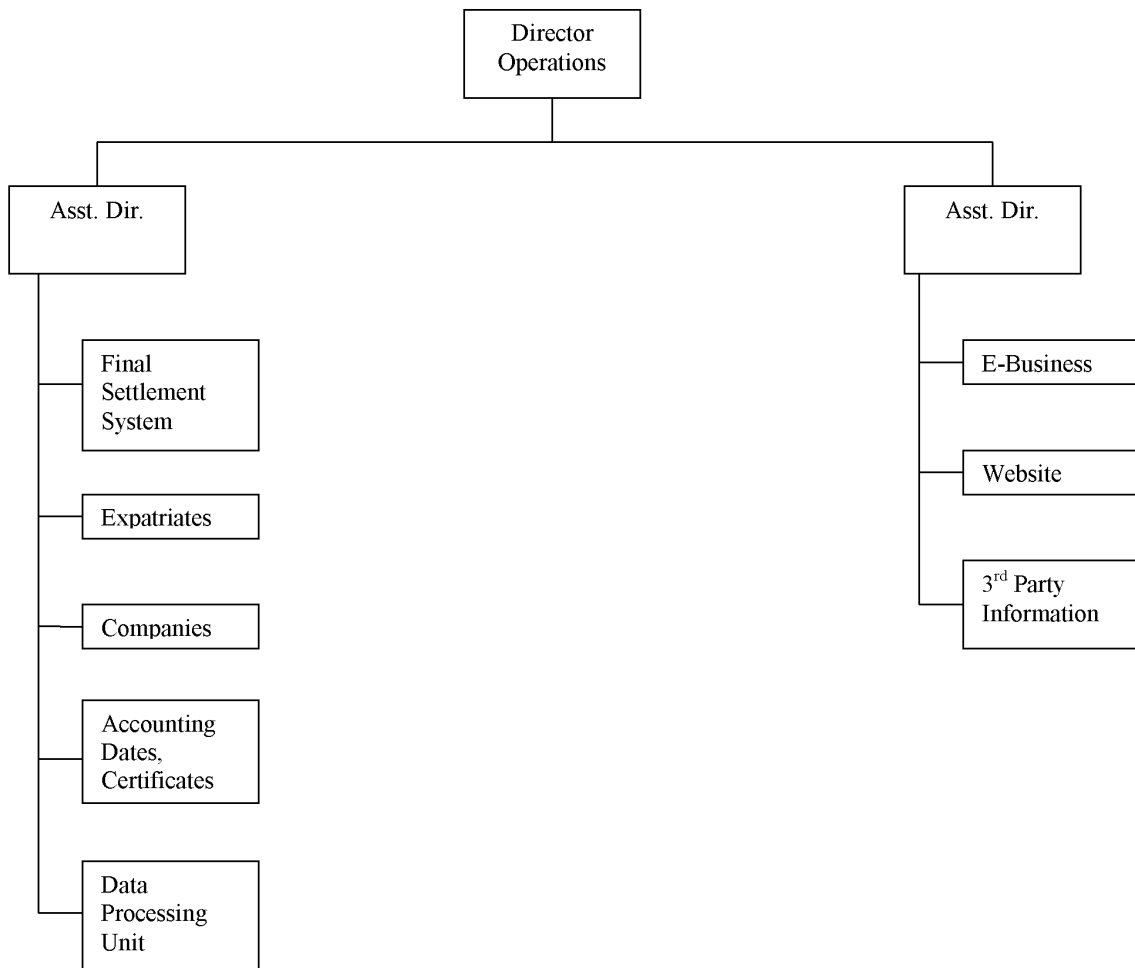 Director
Operations
Asst. Dir.
Asst. Dir.
Final
Settlement
System
Expatriates
Companies
Accounting
Dates,
Certificates
Data
Processing
Unit
E-Business
Website
3rd Party
Information